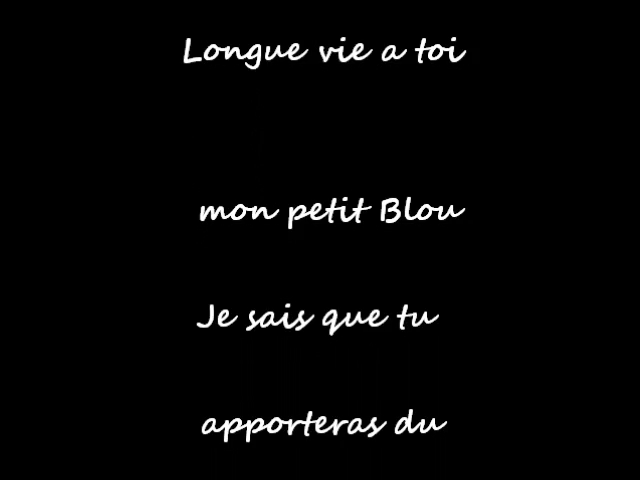 Longue vie a toi
mon petit Blou
Je sais que tu
apporteras du